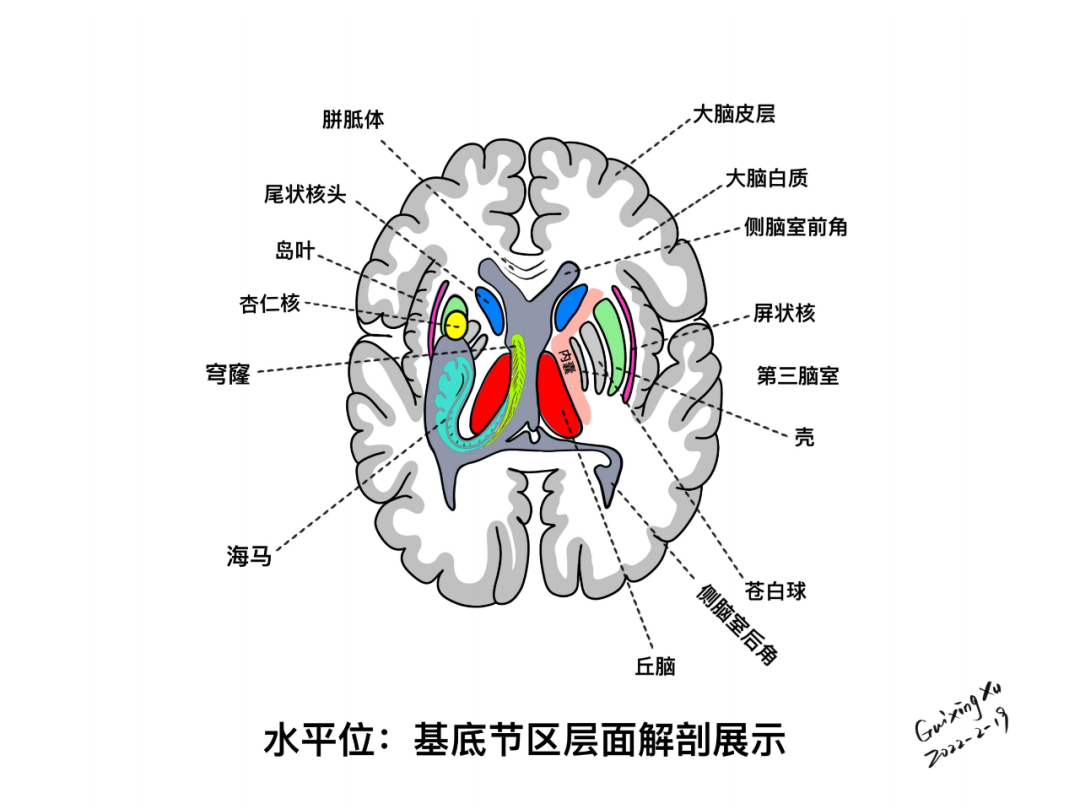 胼胝体
大脑皮层
大脑白质
尾状核头
侧脑室前角
岛叶
杏仁核
屏状核
内囊
穹窿
第三脑室
壳
海马
苍白球
侧脑室后角
丘脑
水平位：基底节区层面解剖展示
Guixing Xu
2022-2-19